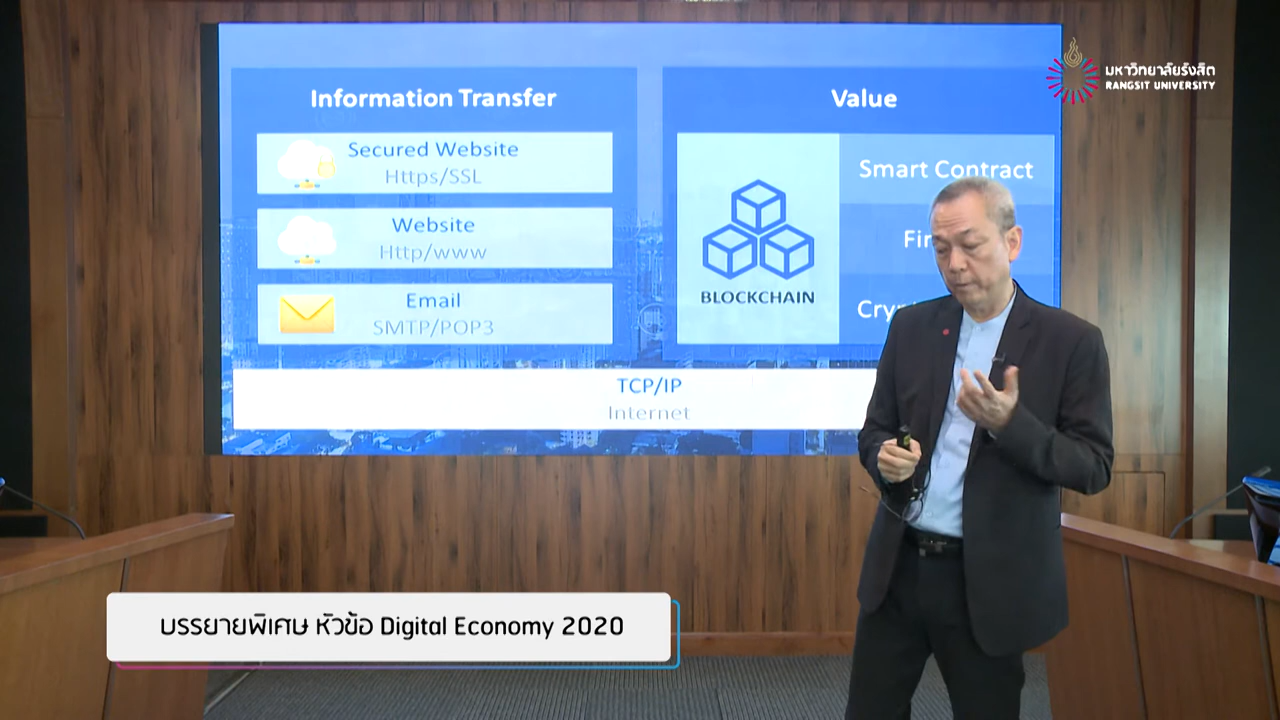 มหาวิทยาลัยรังสิต
RANGSIT UNIVERSITY
Information Transfer
Secured Website
Https/SSL
Website
Http/www
Email
SMTP/POP3
Value
Smart Contract
BLOCKCHAIN
TCP/IP
Internet
บรรยายพิเศษ หัวข้อ Digital Economy 2020